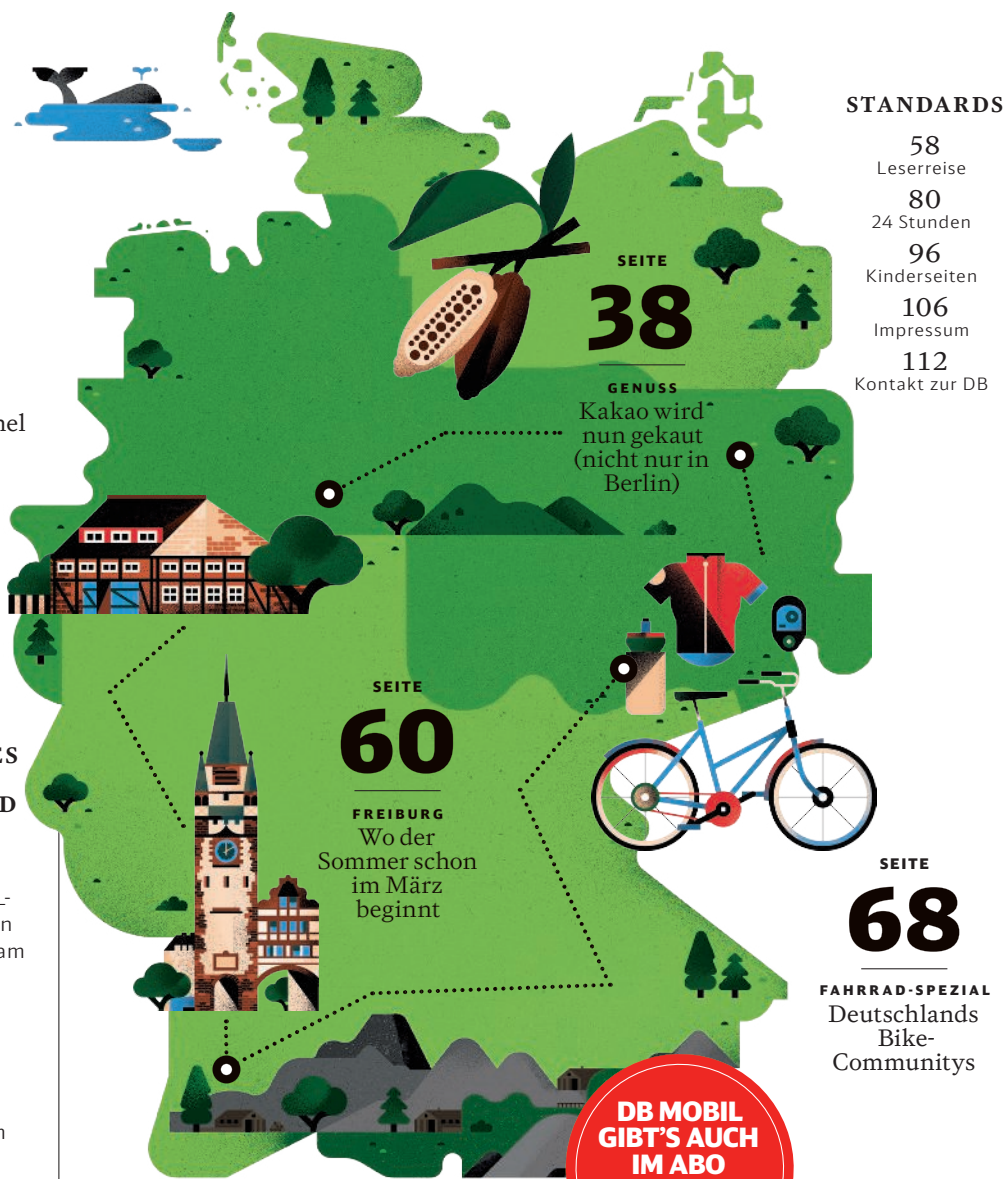 STANDARDS
58
Leserreise
80
24 Stunden
96
Kinderseiten
106
Impressum
112
Kontakt zur DB
SEITE
38
GENUSS
Kakao wird
nun gekaut
(nicht nur in
Berlin)
SEITE
60
FREIBURG
Wo der
Sommer schon
im März
beginnt
SEITE
68
FAHRRAD-SPEZIAL
Deutschlands
Bike-
Communitys
DB MOBIL
GIBT'S AUCH
IM ABO